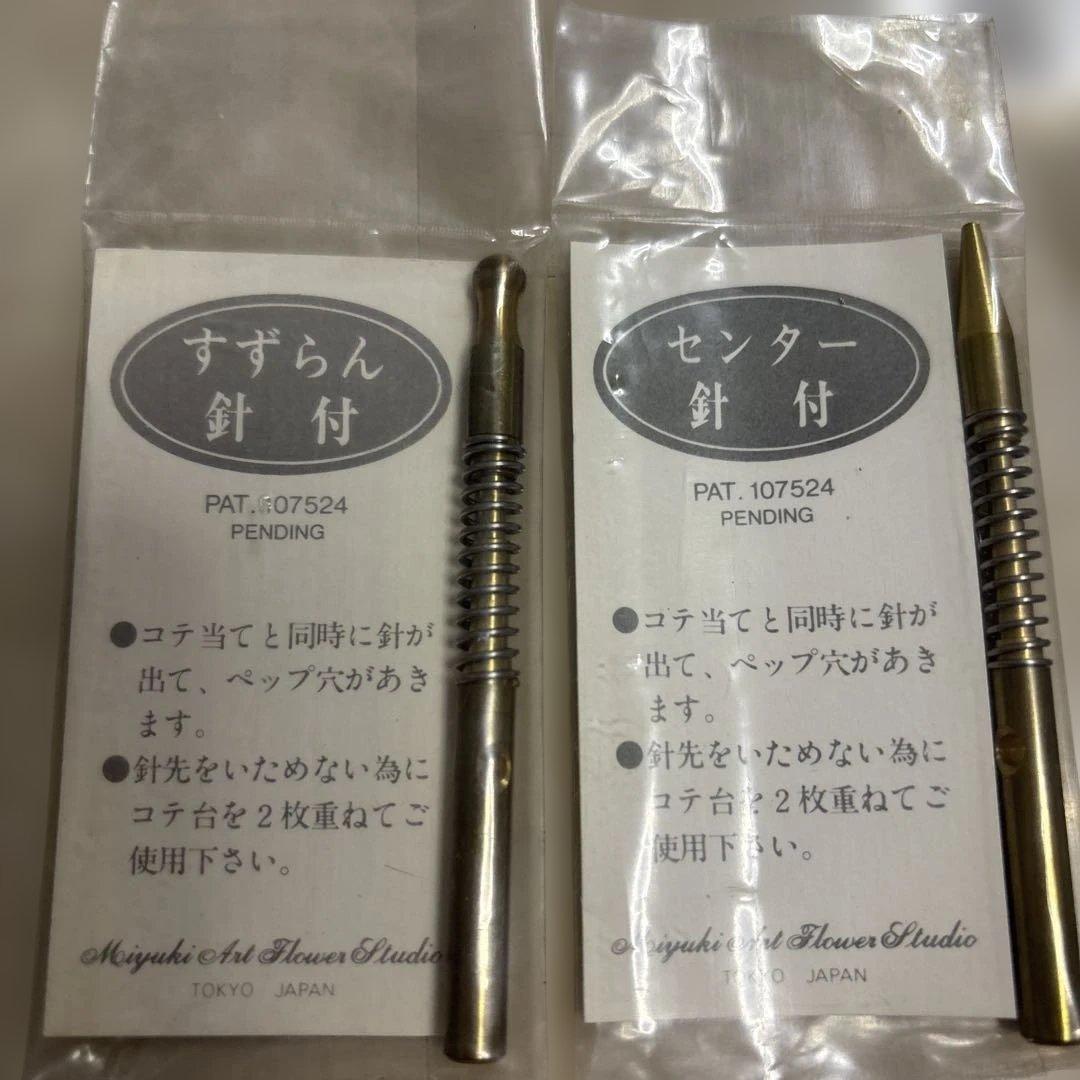 すずらん
針 付
PAT. 107524
PENDING
●コテ当てと同時に針が
出て、ペップ穴があき
ます。
●針先をいためない為に
コテ台を2枚重ねてご
使用下さい。
Miyuki Art Flower Studio
TOKYO JAPAN
センター
針 付
PAT. 107524
PENDING
●コテ当てと同時に針が
出て、ペップ穴があき
ます。
●針先をいためない為に
コテ台を2枚重ねてご
使用下さい。
Miyuki Art Flower Studio
TOKYO JAPAN